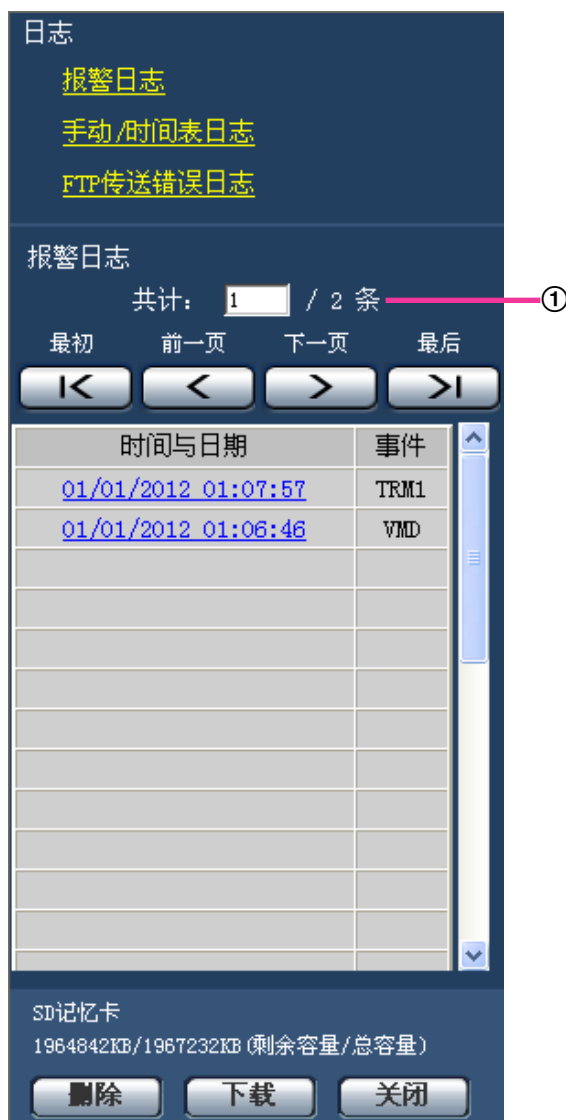 日志
报警日志
手动/时间表日志
FTP传送错误日志
报警日志
共计： 1 / 2 条 ①
最初 前一页 下一页 最后
时间与日期 事件
01/01/2012 01:07:57 TRM1
01/01/2012 01:06:46 VMD
SD记忆卡
1964842KB/1967232KB(剩余容量/总容量)
删除 下载 关闭